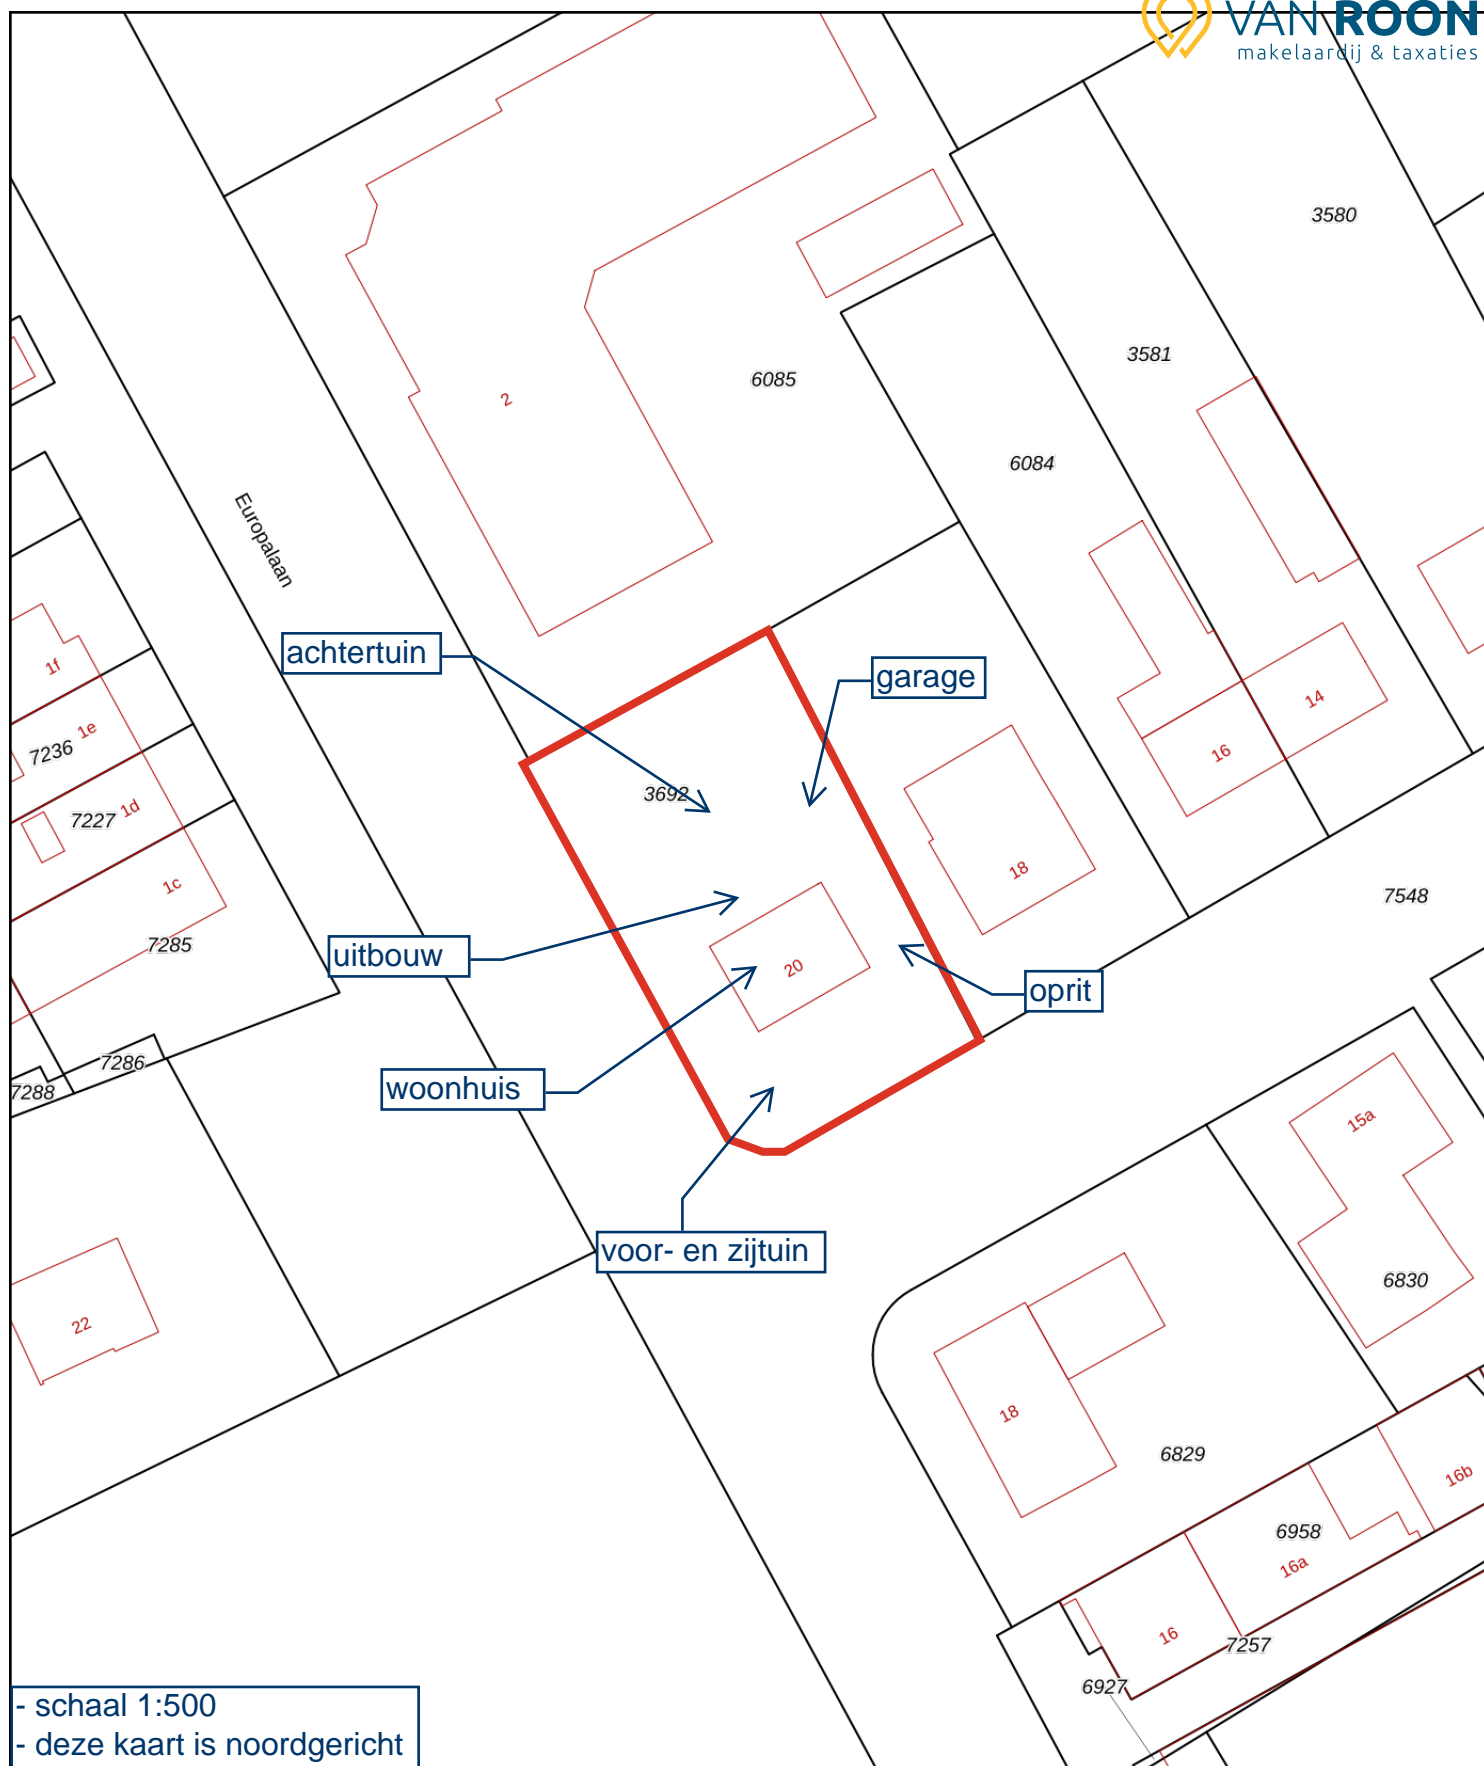 VAN ROON
makelaardij & taxaties
3580
3581
6085
2
6084
Europalaan
achtertuin
garage
1f
14
1e
7236
16
3692
1d
7227
18
1c
7548
7285
uitbouw
20
oprit
7286
7288
woonhuis
15a
voor- en zijtuin
6830
22
18
6829
16b
6958
16a
16
7257
6927
- schaal 1:500
- deze kaart is noordgericht